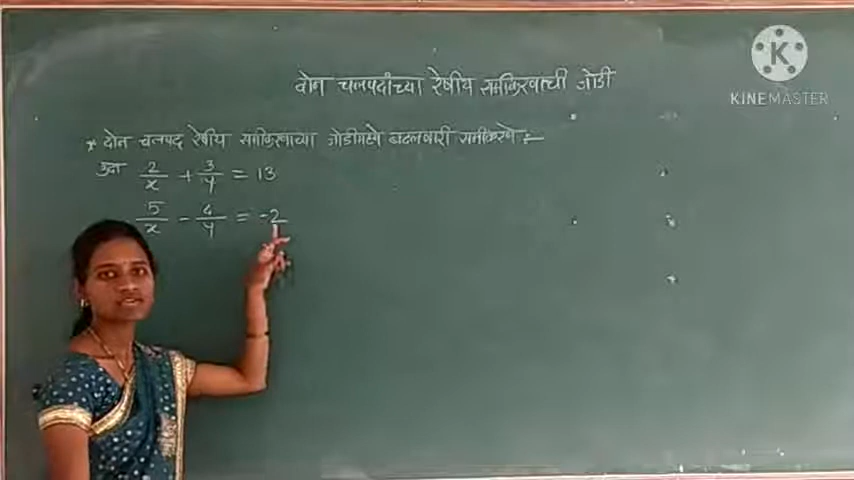 दोन चलपदांच्या रेषीय समीकरणाची जोडी
KINEMASTER
* दोन चलपद रेषीय समीकरणाच्या जोडीमध्ये बदलणारी समीकरणे :-
उदा 2/x + 3/y = 13
5/x - 4/y = -2